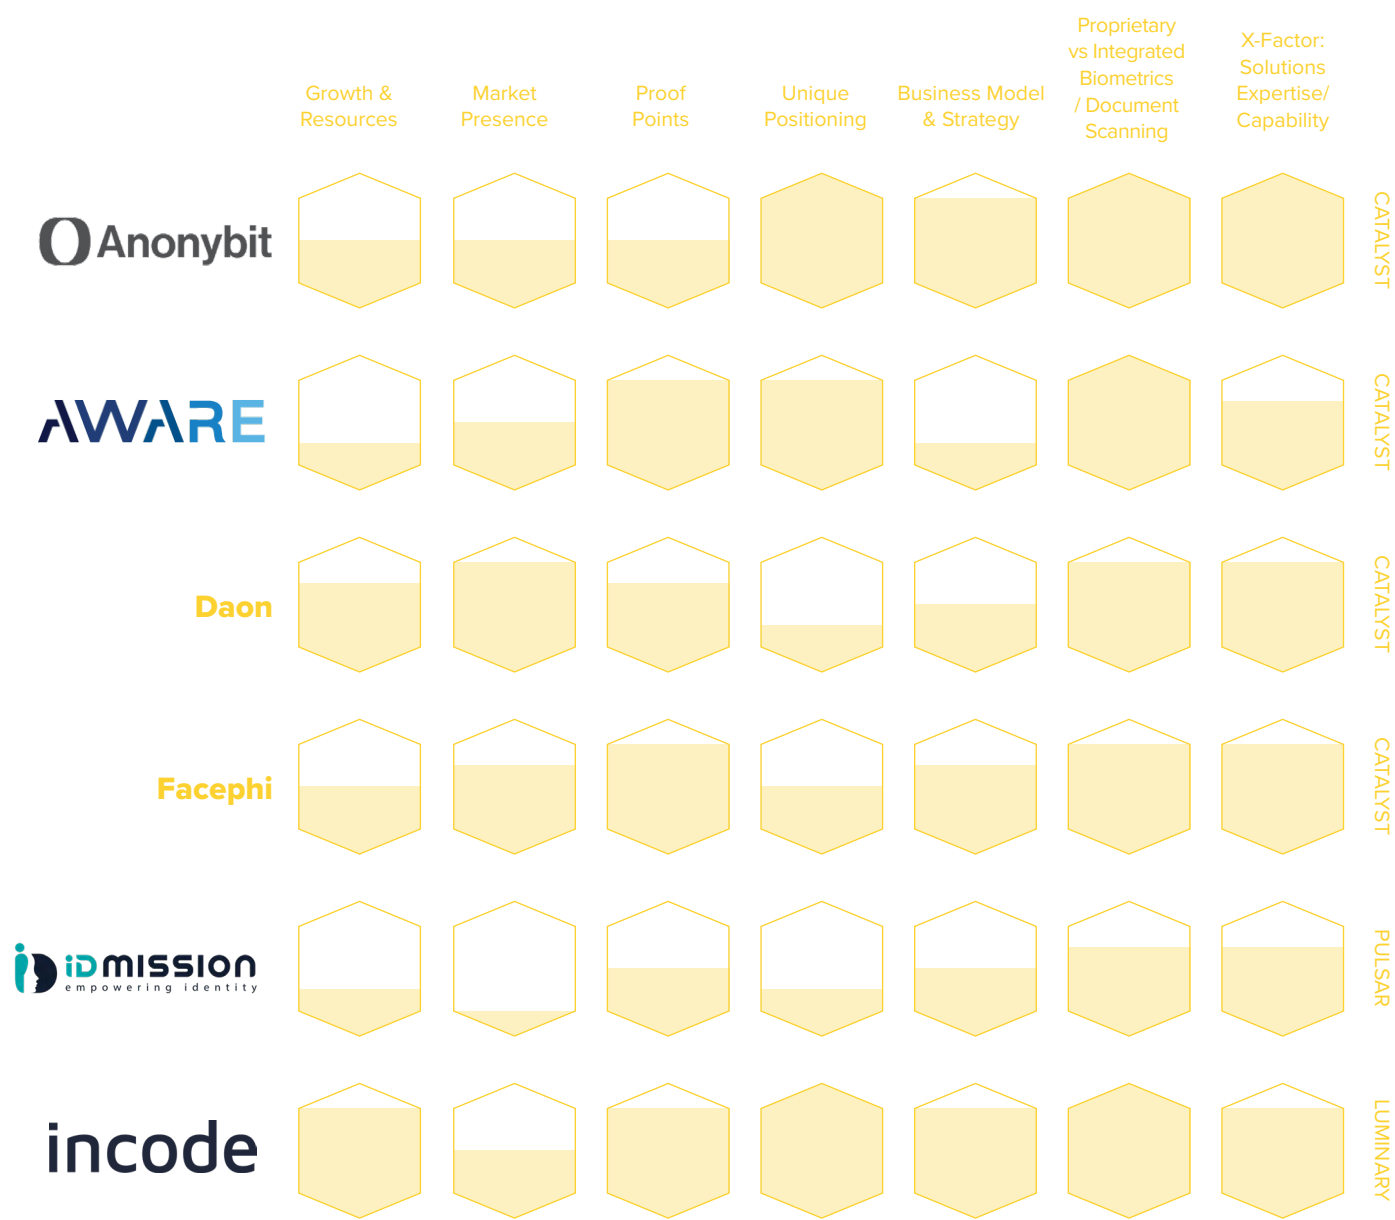 Growth &
Resources
Market
Presence
Proof
Points
Unique
Positioning
Business Model
& Strategy
Proprietary
vs Integrated
Biometrics
/ Document
Scanning
X-Factor:
Solutions
Expertise/
Capability
Anonybit
CATALYST
AWARE
CATALYST
Daon
CATALYST
Facephi
CATALYST
iDMISSION
empowering identity
PULSAR
incode
LUMINARY